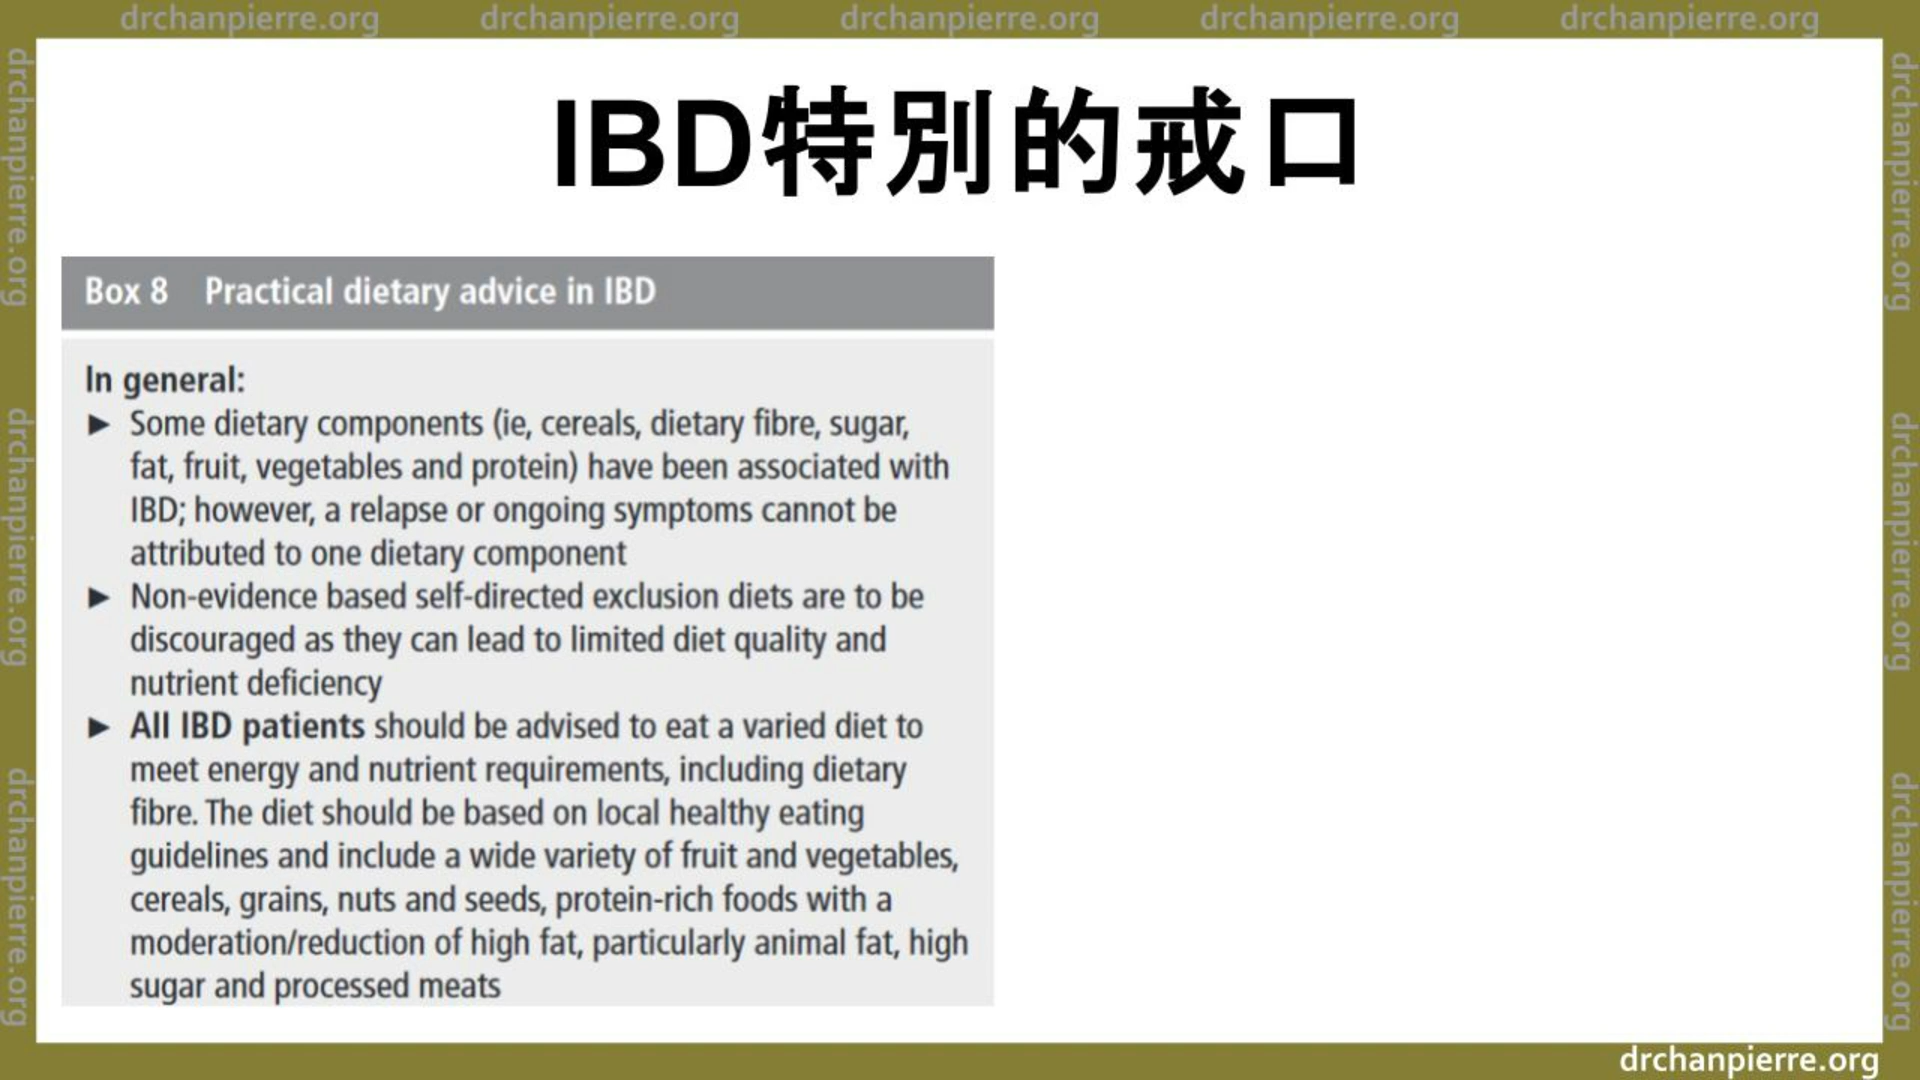 drchanpierre.org drchanpierre.org drchanpierre.org drchanpierre.org drchanpierre.org
drchanpierre.org
drchanpierre.org
drchanpierre.org
IBD特別的戒口
Box 8 Practical dietary advice in IBD
In general:
► Some dietary components (ie, cereals, dietary fibre, sugar,
fat, fruit, vegetables and protein) have been associated with
IBD; however, a relapse or ongoing symptoms cannot be
attributed to one dietary component
► Non-evidence based self-directed exclusion diets are to be
discouraged as they can lead to limited diet quality and
nutrient deficiency
► All IBD patients should be advised to eat a varied diet to
meet energy and nutrient requirements, including dietary
fibre. The diet should be based on local healthy eating
guidelines and include a wide variety of fruit and vegetables,
cereals, grains, nuts and seeds, protein-rich foods with a
moderation/reduction of high fat, particularly animal fat, high
sugar and processed meats
drchanpierre.org
drchanpierre.org
drchanpierre.org
drchanpierre.org